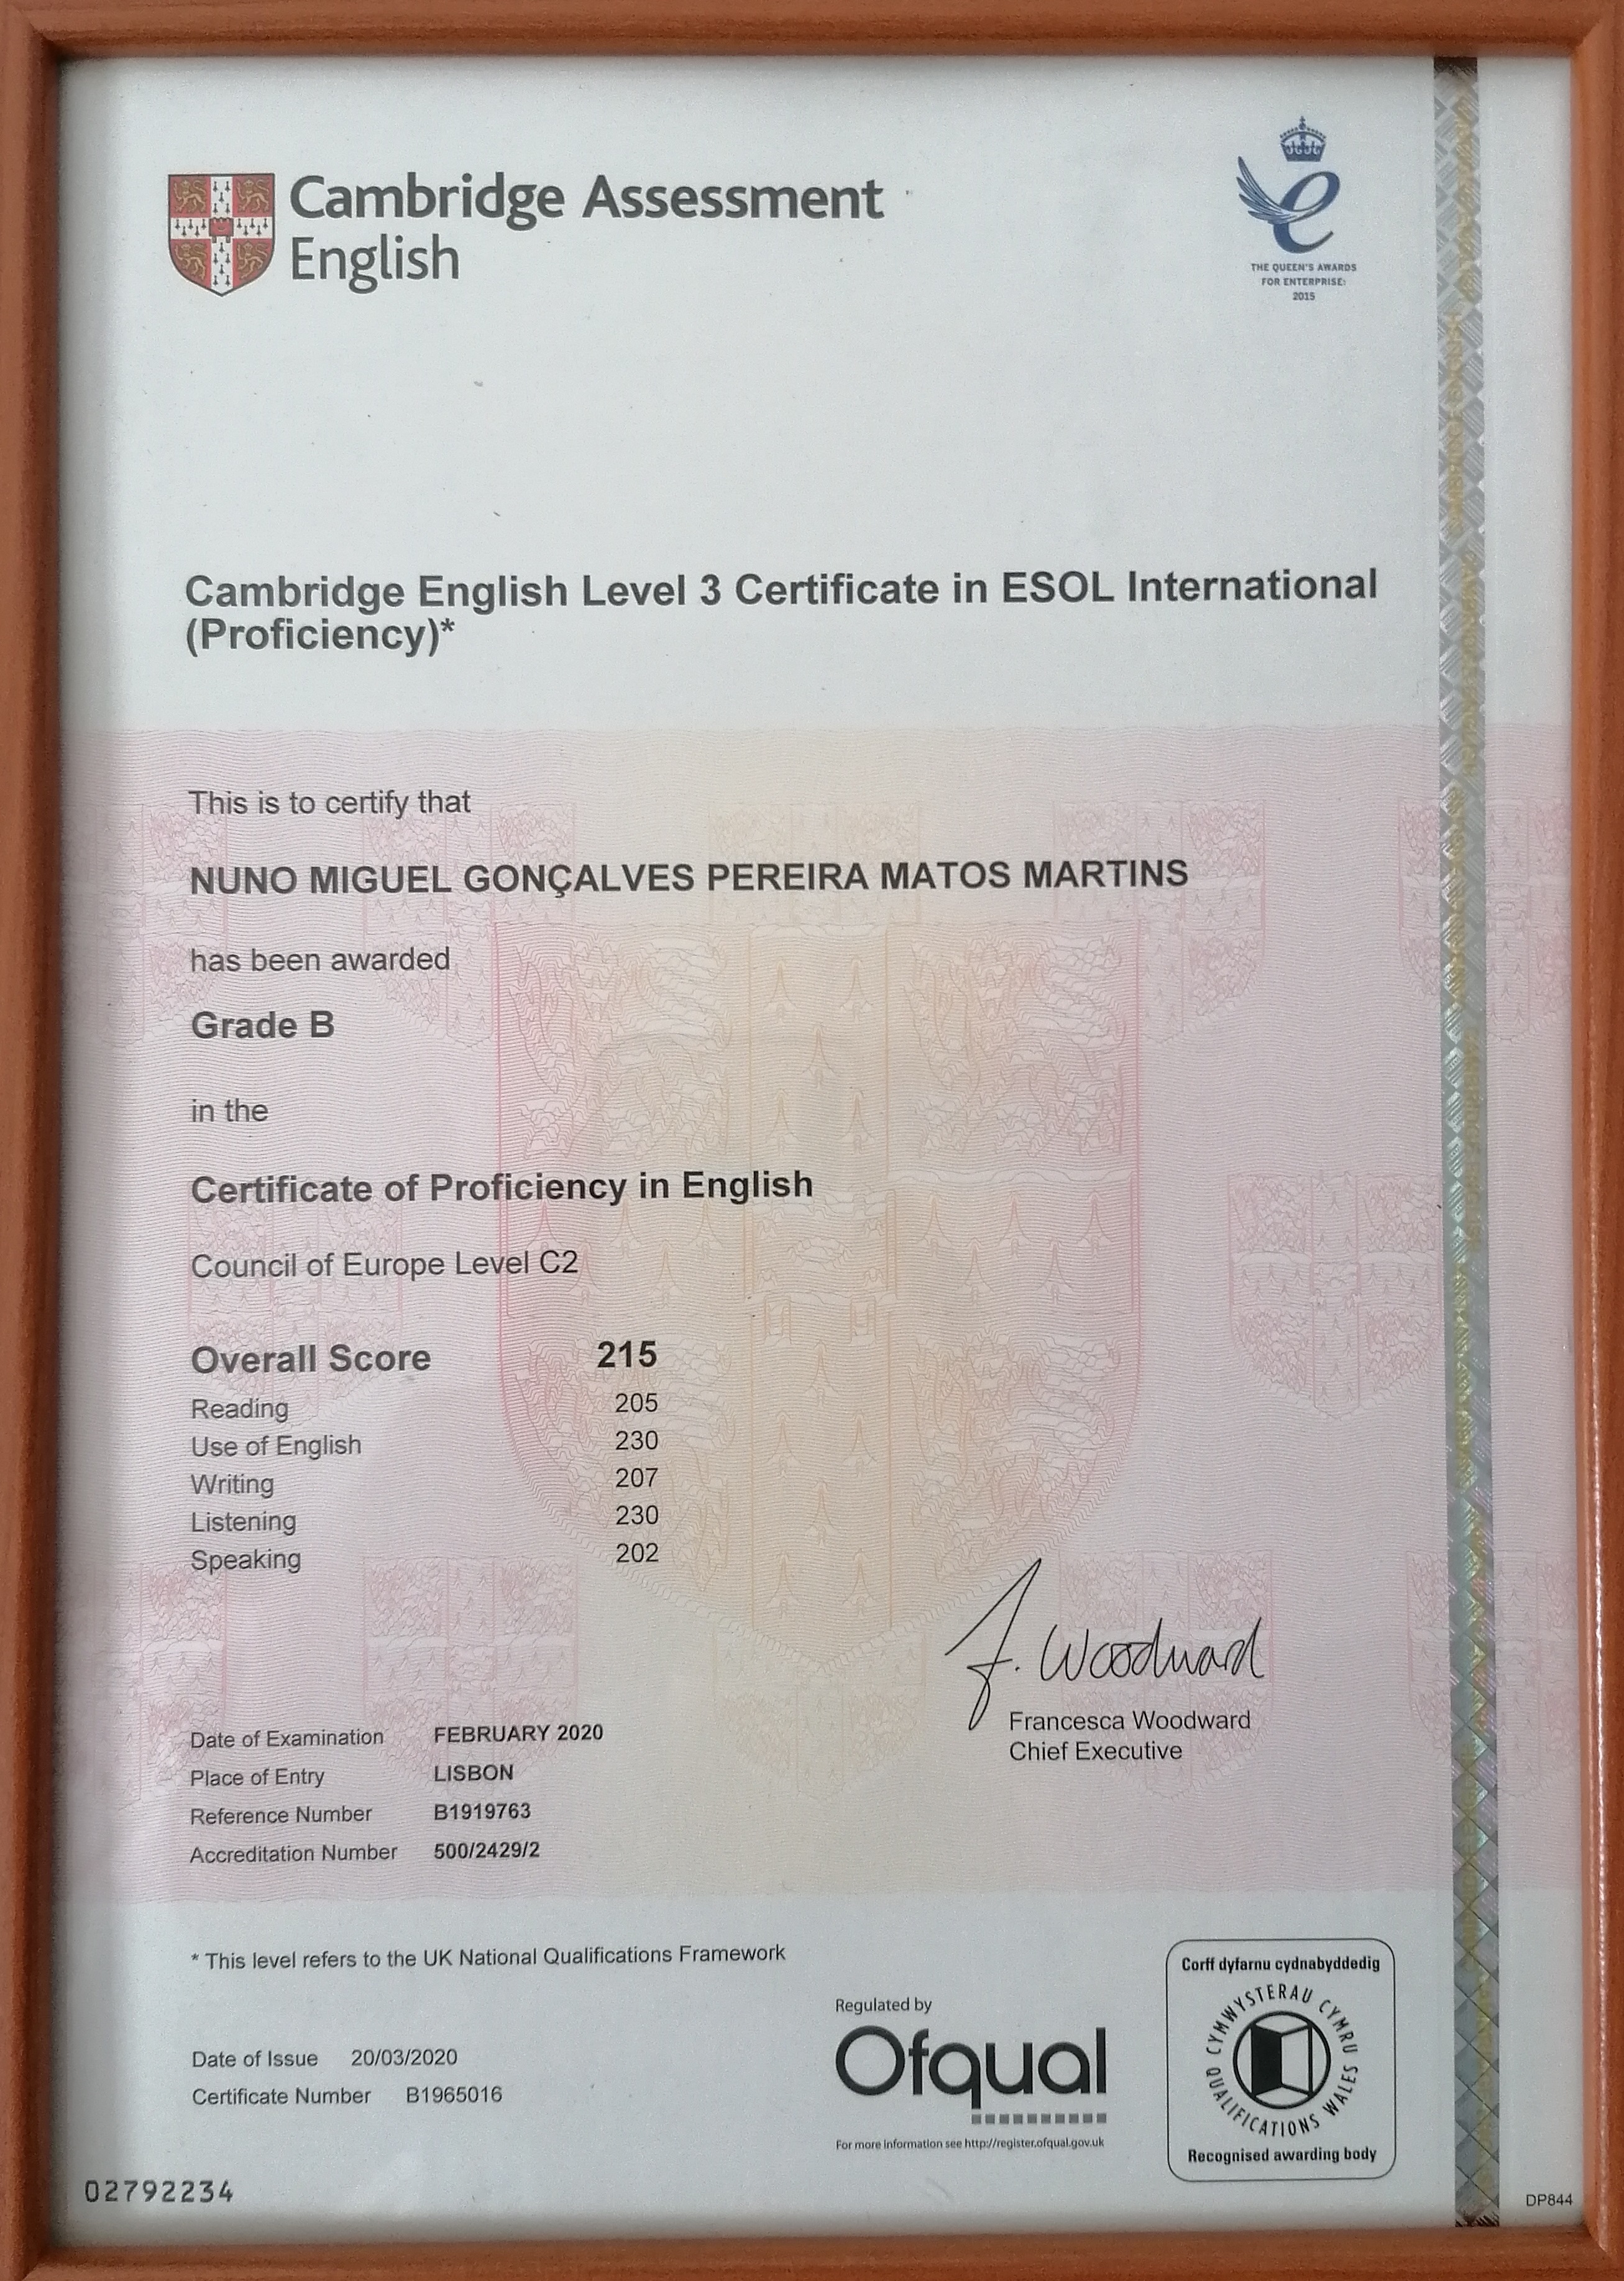 Cambridge Assessment
English
THE QUEEN'S AWARDS
FOR ENTERPRISE:
2015
Cambridge English Level 3 Certificate in ESOL International
(Proficiency)*
This is to certify that
NUNO MIGUEL GONÇALVES PEREIRA MATOS MARTINS
has been awarded
Grade B
in the
Certificate of Proficiency in English
Council of Europe Level C2
Overall Score 215
Reading 205
Use of English 230
Writing 207
Listening 230
Speaking 202
F. Woodward
Francesca Woodward
Chief Executive
Date of Examination FEBRUARY 2020
Place of Entry LISBON
Reference Number B1919763
Accreditation Number 500/2429/2
* This level refers to the UK National Qualifications Framework
Date of Issue 20/03/2020
Certificate Number B1965016
Regulated by
Ofqual
For more information see http://register.ofqual.gov.uk
Corff dyfarnu cydnabyddedig
CYMWYSTERAU CYMRU
QUALIFICATIONS WALES
Recognised awarding body
02792234
DP844